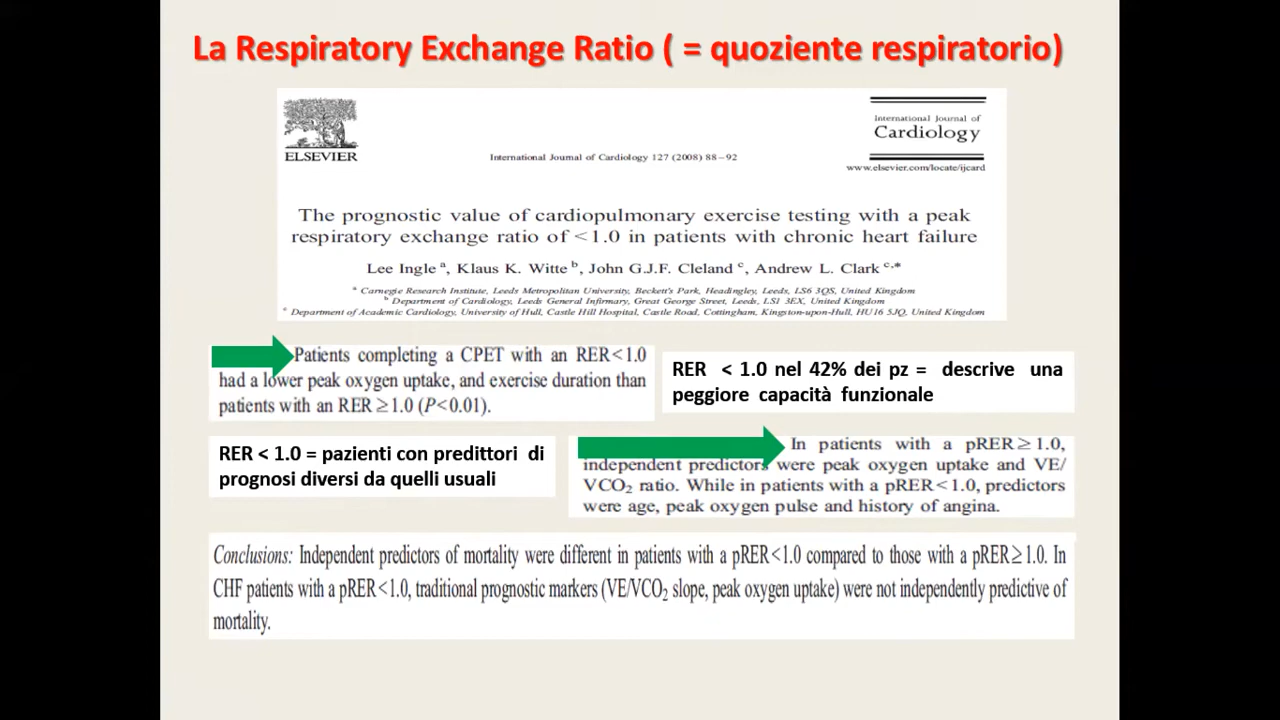 La Respiratory Exchange Ratio ( = quoziente respiratorio)
ELSEVIER
International Journal of Cardiology 127 (2008) 88–92
International Journal of
Cardiology
www.elsevier.com/locate/ijcard
The prognostic value of cardiopulmonary exercise testing with a peak
respiratory exchange ratio of <1.0 in patients with chronic heart failure
Lee Ingle a, Klaus K. Witte b, John G.J.F. Cleland c, Andrew L. Clark c,*
a Carnegie Research Institute, Leeds Metropolitan University, Beckett's Park, Headingley, Leeds, LS6 3QS, United Kingdom
b Department of Cardiology, Leeds General Infirmary, Great George Street, Leeds, LS1 3EX, United Kingdom
c Department of Academic Cardiology, University of Hull, Castle Hill Hospital, Castle Road, Cottingham, Kingston-upon-Hull, HU16 5JQ, United Kingdom
Patients completing a CPET with an RER<1.0
had a lower peak oxygen uptake, and exercise duration than
patients with an RER≥1.0 (P<0.01).
RER < 1.0 nel 42% dei pz = descrive una
peggiore capacità funzionale
RER < 1.0 = pazienti con predittori di
prognosi diversi da quelli usuali
In patients with a pRER≥1.0,
independent predictors were peak oxygen uptake and VE/
VCO₂ ratio. While in patients with a pRER<1.0, predictors
were age, peak oxygen pulse and history of angina.
Conclusions: Independent predictors of mortality were different in patients with a pRER<1.0 compared to those with a pRER≥1.0. In
CHF patients with a pRER<1.0, traditional prognostic markers (VE/VCO₂ slope, peak oxygen uptake) were not independently predictive of
mortality.